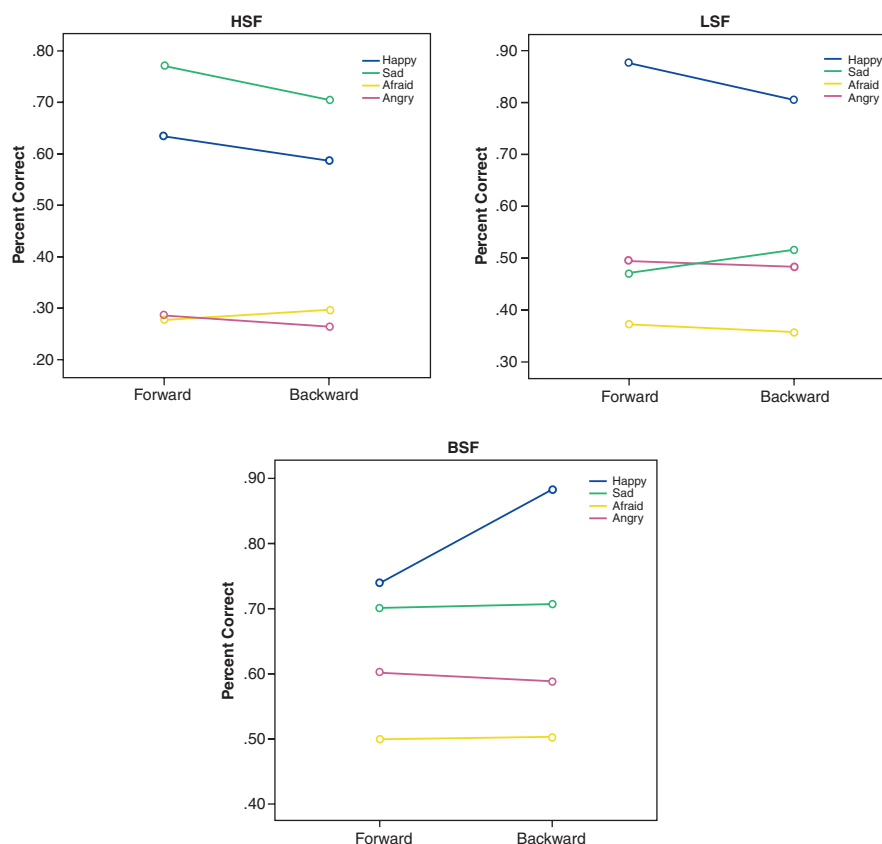 HSF
.80
.70
.60
.50
.40
.30
.20
Percent Correct
Happy
Sad
Afraid
Angry
Forward Backward
LSF
.90
.80
.70
.60
.50
.40
.30
Percent Correct
Happy
Sad
Afraid
Angry
Forward Backward
BSF
.90
.80
.70
.60
.50
.40
Percent Correct
Happy
Sad
Afraid
Angry
Forward Backward